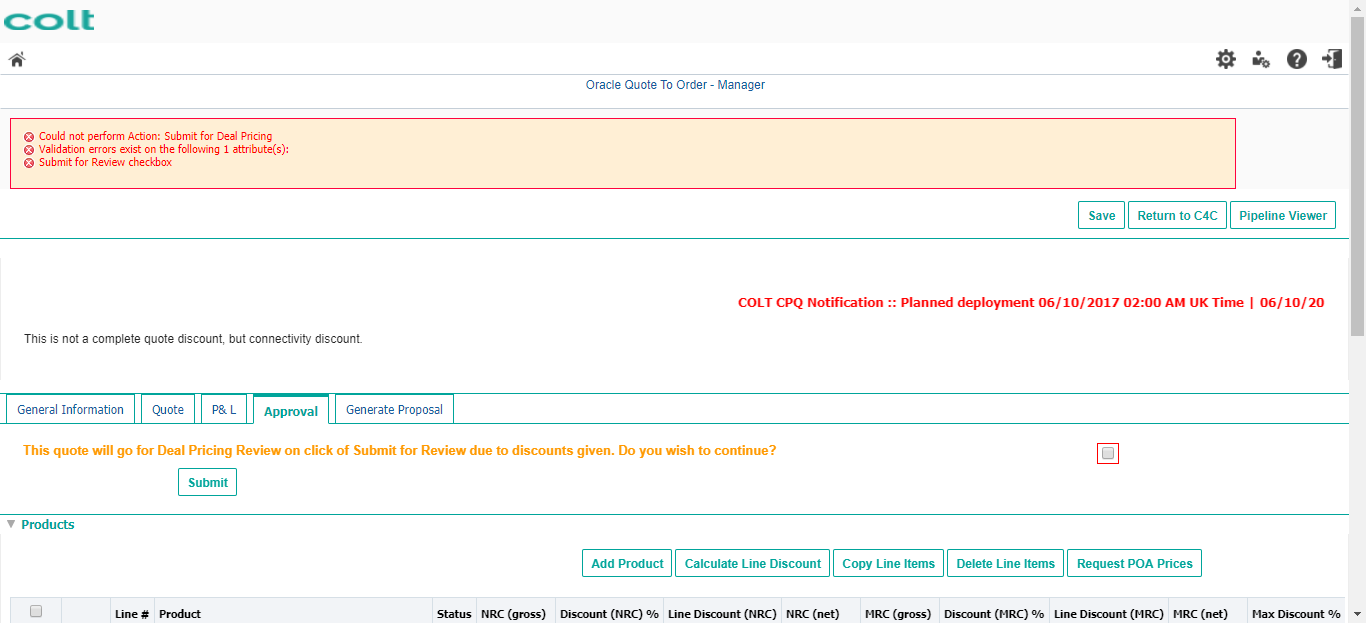 colt
Oracle Quote To Order - Manager
Could not perform Action: Submit for Deal Pricing
Validation errors exist on the following 1 attribute(s):
Submit for Review checkbox
Save Return to C4C Pipeline Viewer
COLT CPQ Notification :: Planned deployment 06/10/2017 02:00 AM UK Time | 06/10/20
This is not a complete quote discount, but connectivity discount.
General Information Quote P& L Approval Generate Proposal
This quote will go for Deal Pricing Review on click of Submit for Review due to discounts given. Do you wish to continue?
Submit
Products
Add Product Calculate Line Discount Copy Line Items Delete Line Items Request POA Prices
Line # Product Status NRC (gross) Discount (NRC) % Line Discount (NRC) NRC (net) MRC (gross) Discount (MRC) % Line Discount (MRC) MRC (net) Max Discount %